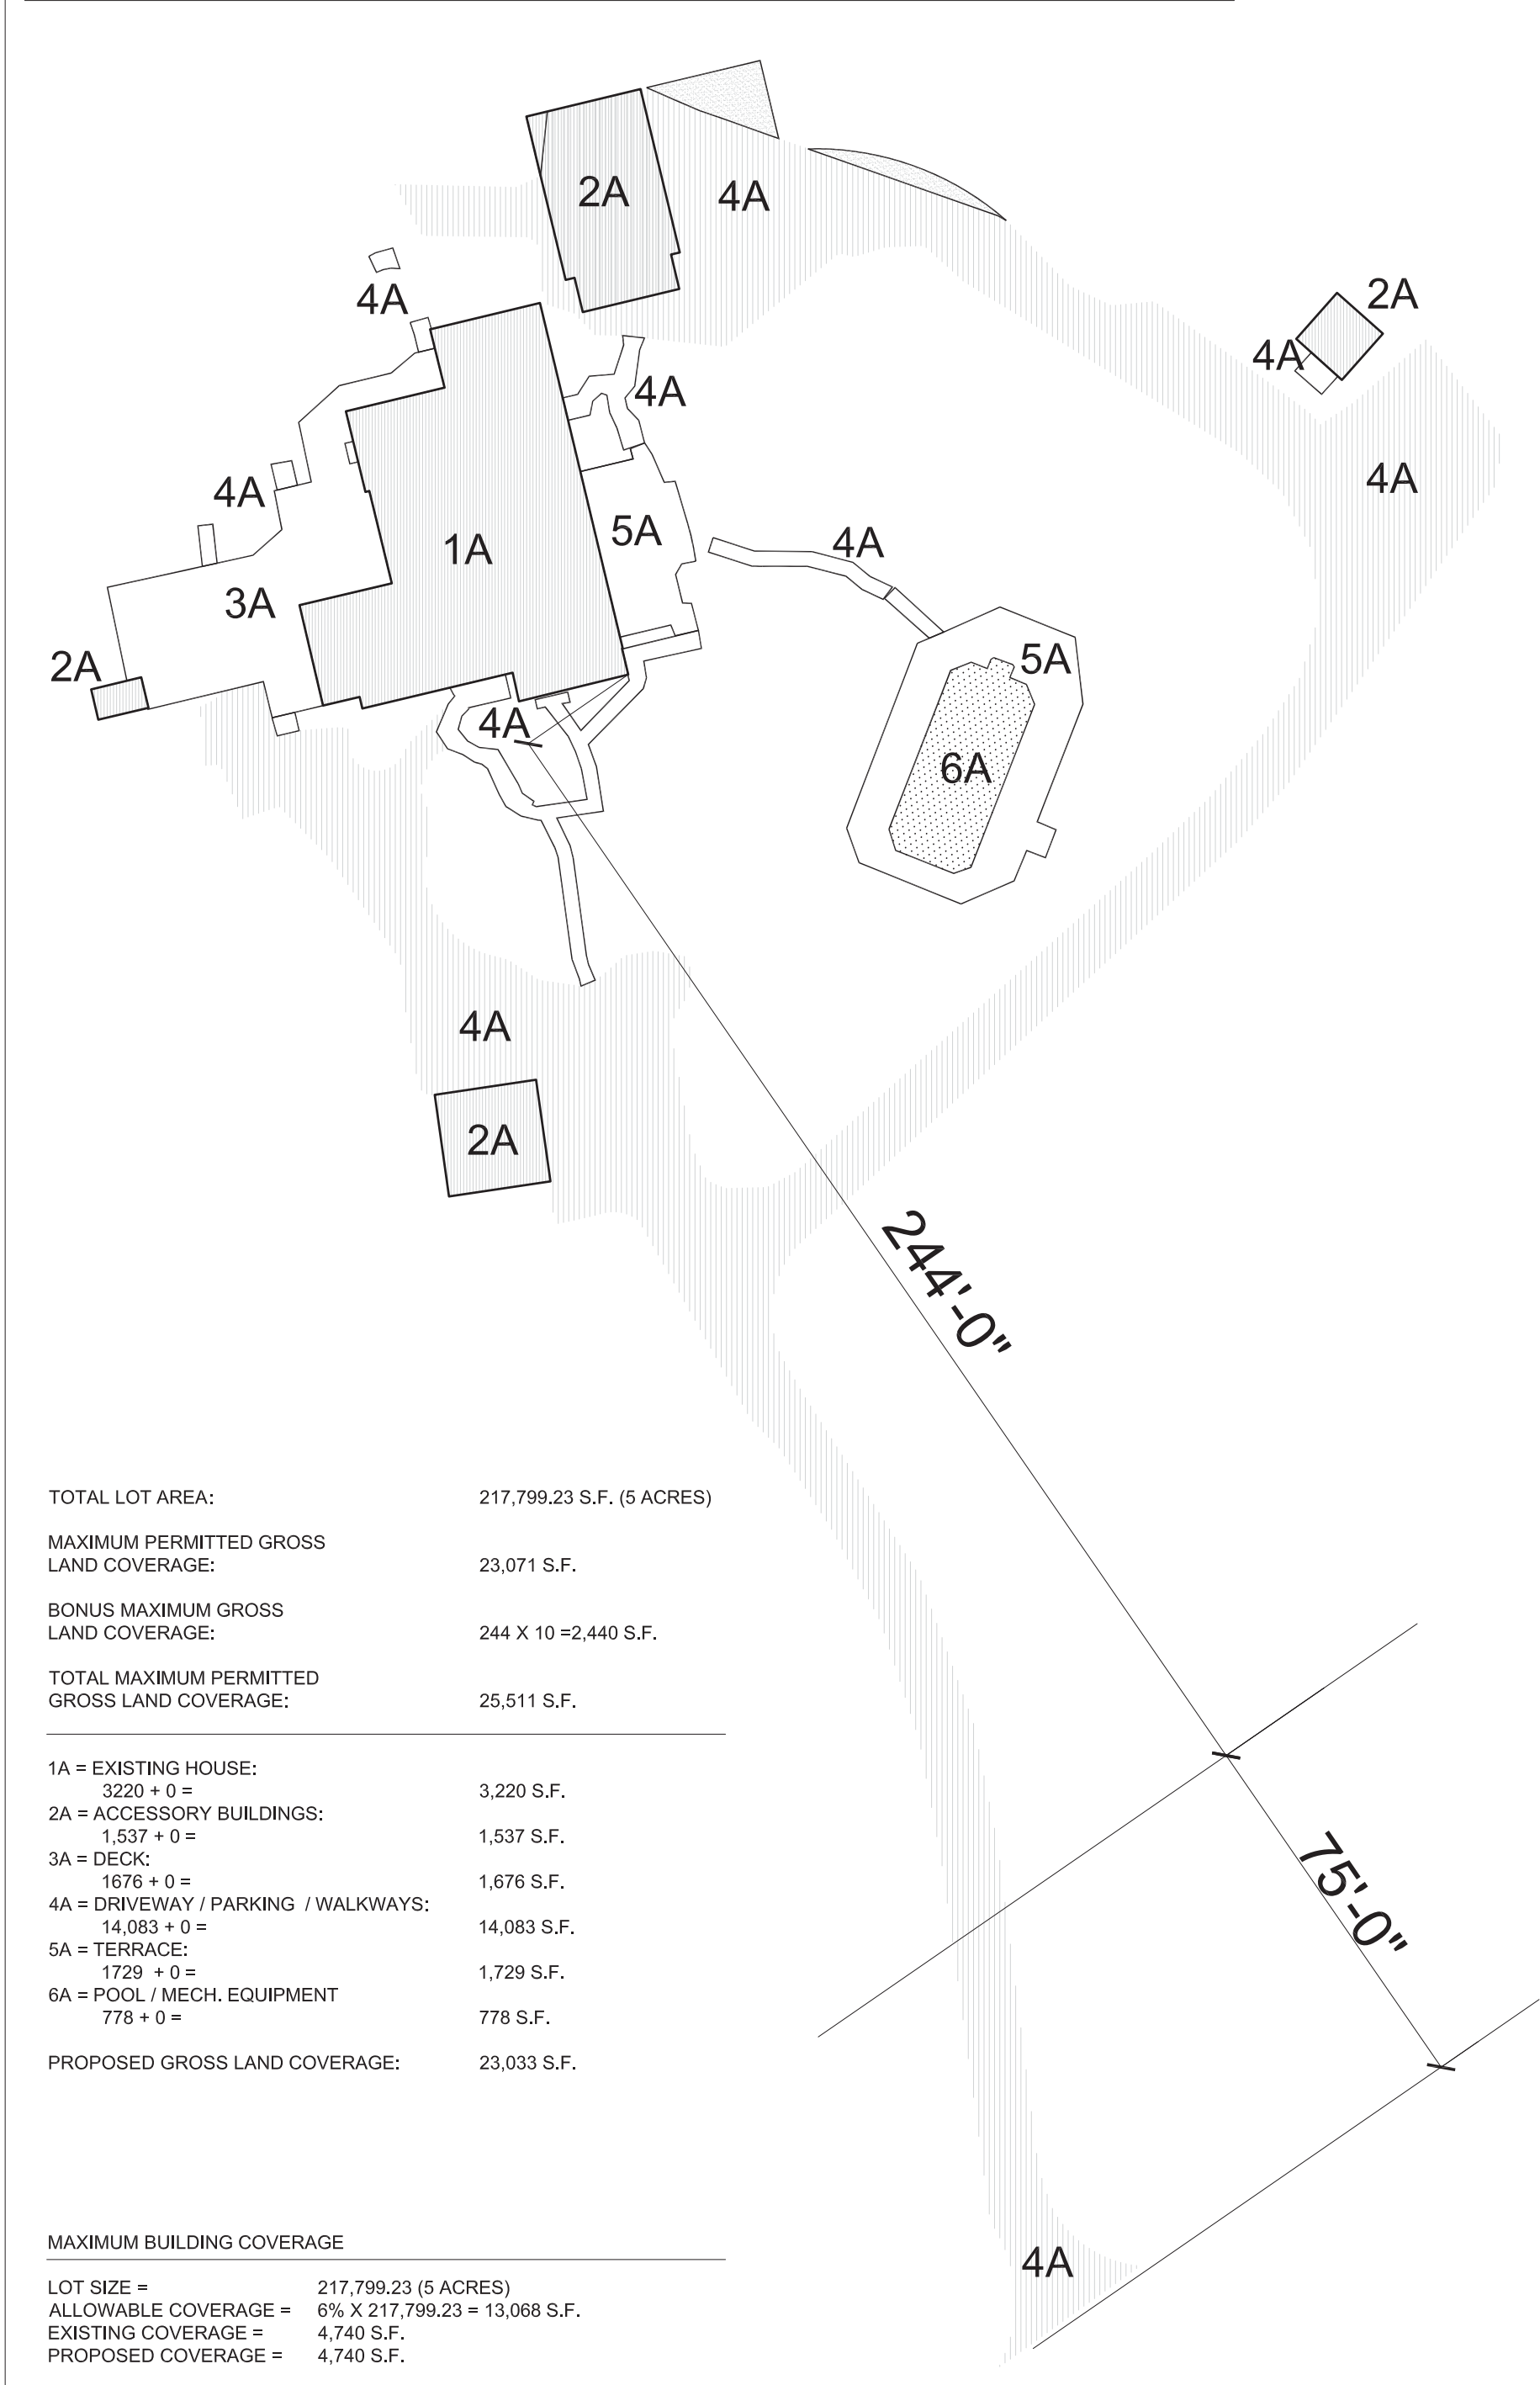 2A
4A
4A
2A
4A
4A
4A
4A
1A
5A
4A
3A
2A
5A
4A
6A
4A
2A
244'-0"
75'-0"
4A
TOTAL LOT AREA: 217,799.23 S.F. (5 ACRES)
MAXIMUM PERMITTED GROSS
LAND COVERAGE: 23,071 S.F.
BONUS MAXIMUM GROSS
LAND COVERAGE: 244 X 10 =2,440 S.F.
TOTAL MAXIMUM PERMITTED
GROSS LAND COVERAGE: 25,511 S.F.
1A = EXISTING HOUSE:
3220 + 0 = 3,220 S.F.
2A = ACCESSORY BUILDINGS:
1,537 + 0 = 1,537 S.F.
3A = DECK:
1676 + 0 = 1,676 S.F.
4A = DRIVEWAY / PARKING / WALKWAYS:
14,083 + 0 = 14,083 S.F.
5A = TERRACE:
1729 + 0 = 1,729 S.F.
6A = POOL / MECH. EQUIPMENT
778 + 0 = 778 S.F.
PROPOSED GROSS LAND COVERAGE: 23,033 S.F.
MAXIMUM BUILDING COVERAGE
LOT SIZE = 217,799.23 (5 ACRES)
ALLOWABLE COVERAGE = 6% X 217,799.23 = 13,068 S.F.
EXISTING COVERAGE = 4,740 S.F.
PROPOSED COVERAGE = 4,740 S.F.